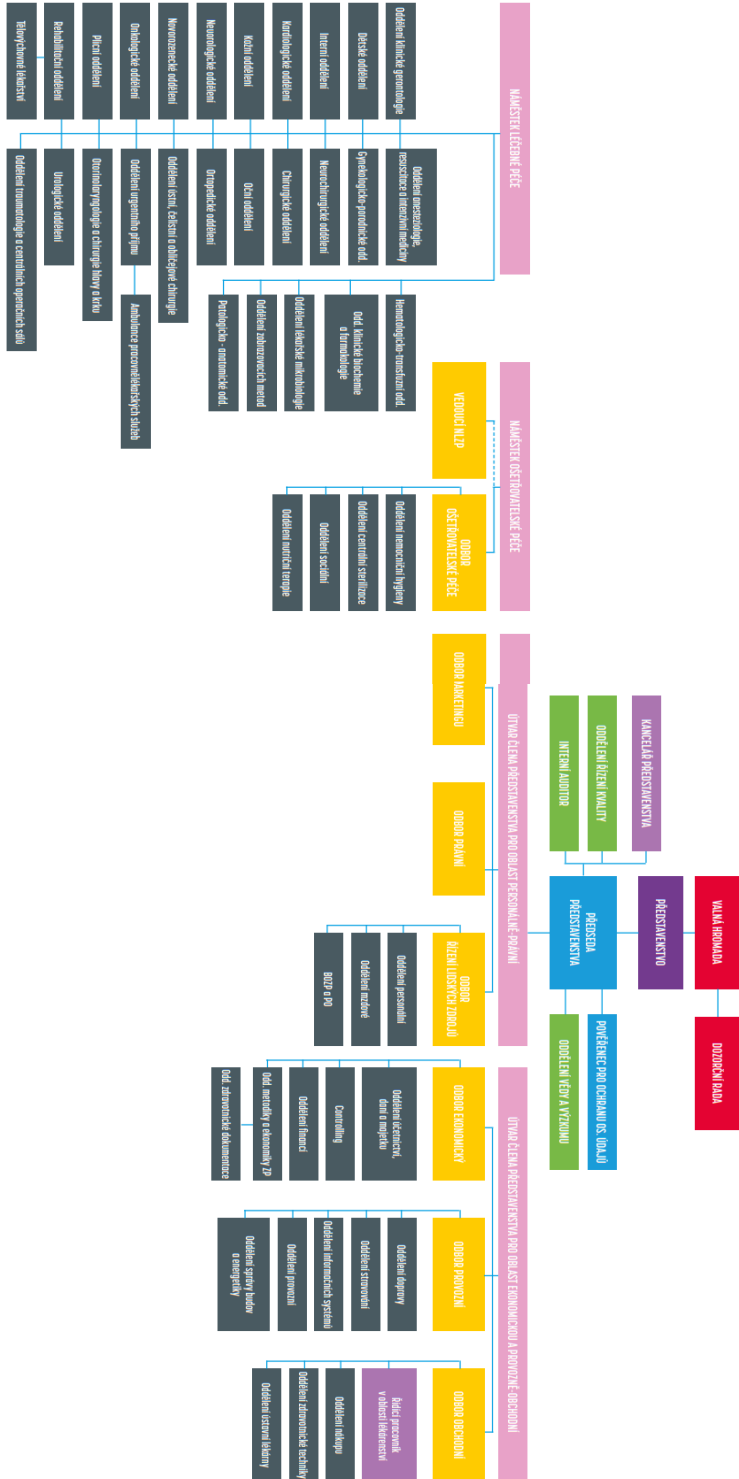 VALNÁ HROMADA
DOZORČNÍ RADA
PŘEDSTAVENSTVO
KANCELÁŘ PŘEDSTAVENSTVA
ODDĚLENÍ ŘÍZENÍ KVALITY
INTERNÍ AUDITOR
PŘEDSEDA
PŘEDSTAVENSTVA
POVĚŘENEC PRO OCHRANU OS. ÚDAJŮ
ODDĚLENÍ VĚDY A VÝZKUMU
NÁMĚSTEK LÉČEBNÉ PÉČE
Oddělení klinické gerontologie
Dětské oddělení
Interní oddělení
Kardiologické oddělení
Kožní oddělení
Neurologické oddělení
Novorozenecké oddělení
Onkologické oddělení
Plicní oddělení
Rehabilitační oddělení
Tělovýchovné lékařství
Oddělení anesteziologie,
resuscitace a intenzivní medicíny
Gynekologicko-porodnické odd.
Neurochirurgické oddělení
Chirurgické oddělení
Oční oddělení
Ortopedické oddělení
Oddělení ústní, čelistní a obličejové chirurgie
Oddělení urgentního příjmu
Otorinolaryngologie a chirurgie hlavy a krku
Urologické oddělení
Oddělení traumatologie a centrálních operačních sálů
Hematologicko-transfuzní odd.
Odd. klinické biochemie
a farmakologie
Oddělení lékařské mikrobiologie
Oddělení zobrazovacích metod
Patologicko - anatomické odd.
Ambulance pracovnělékařských služeb
NÁMĚSTEK OŠETŘOVATELSKÉ PÉČE
VEDOUCÍ NLZP
ODBOR
OŠETŘOVATELSKÉ PÉČE
Oddělení nemocniční hygieny
Oddělení centrální sterilizace
Oddělení sociální
Oddělení nutriční terapie
ÚTVAR ČLENA PŘEDSTAVENSTVA PRO OBLAST PERSONÁLNĚ-PRÁVNÍ
ODBOR MARKETINGU
ODBOR PRÁVNÍ
ODBOR
ŘÍZENÍ LIDSKÝCH ZDROJŮ
Oddělení personální
Oddělení mzdové
BOZP a PO
ÚTVAR ČLENA PŘEDSTAVENSTVA PRO OBLAST EKONOMICKOU A PROVOZNĚ-OBCHODNÍ
ODBOR EKONOMICKÝ
Oddělení účetnictví,
daní a majetku
Controlling
Oddělení financí
Odd. metodiky a ekonomiky ZP
Odd. zdravotnické dokumentace
ODBOR PROVOZNÍ
Oddělení dopravy
Oddělení stravování
Oddělení informačních systémů
Oddělení provozní
Oddělení správy budov
a energetiky
ODBOR OBCHODNÍ
Řídící pracovník
v oblasti lékárenství
Oddělení nákupu
Oddělení zdravotnické techniky
Oddělení ústavní lékárny